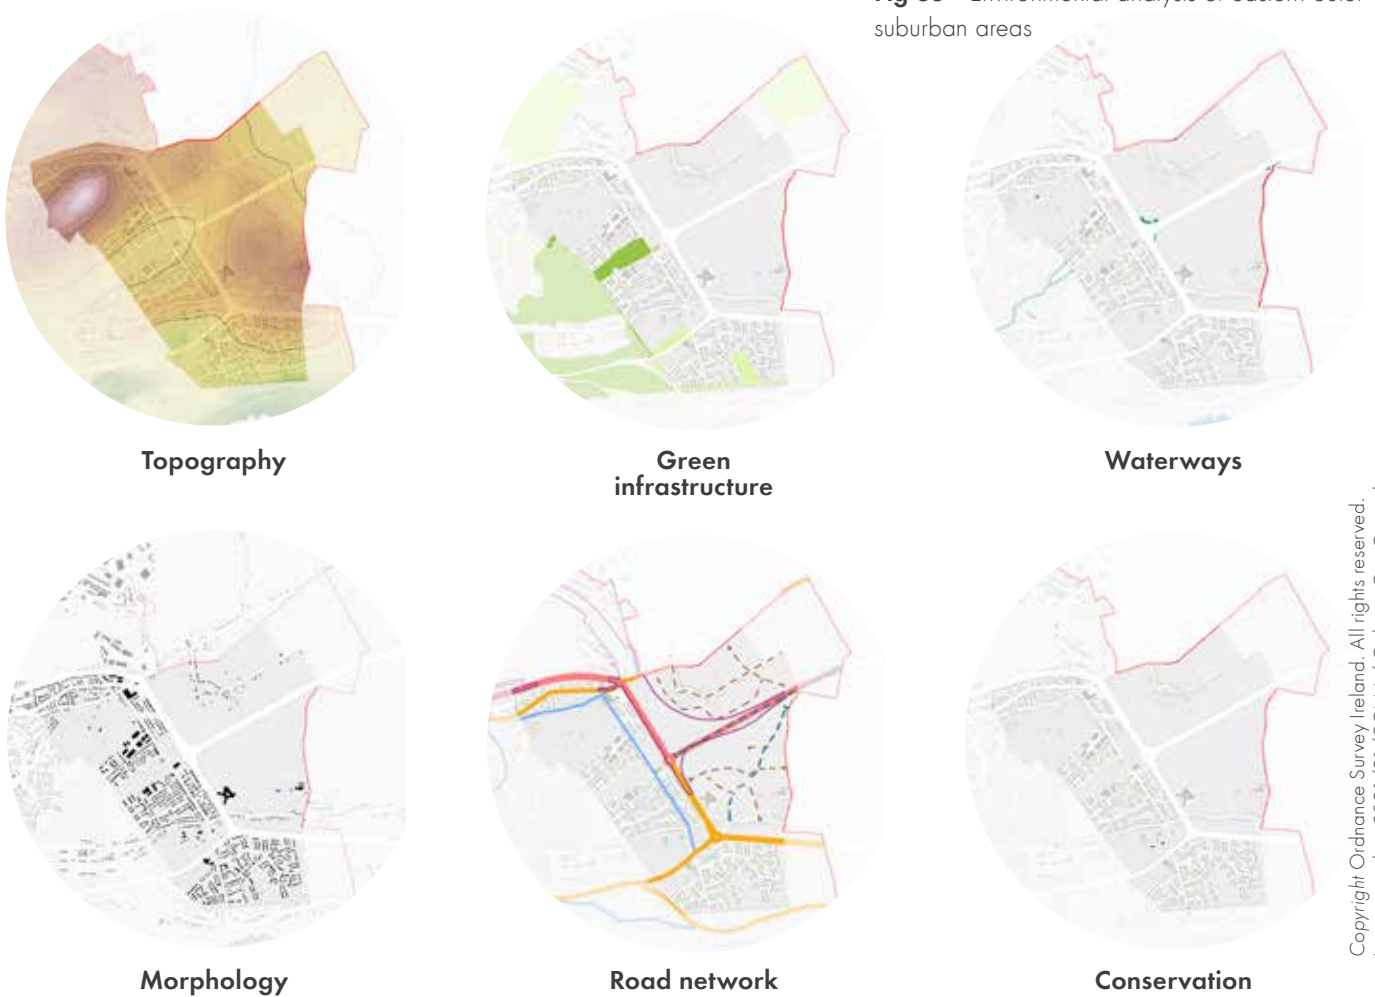 suburban areas
Topography
Green
infrastructure
Waterways
Morphology
Road network
Conservation
Copyright Ordnance Survey Ireland. All rights reserved.